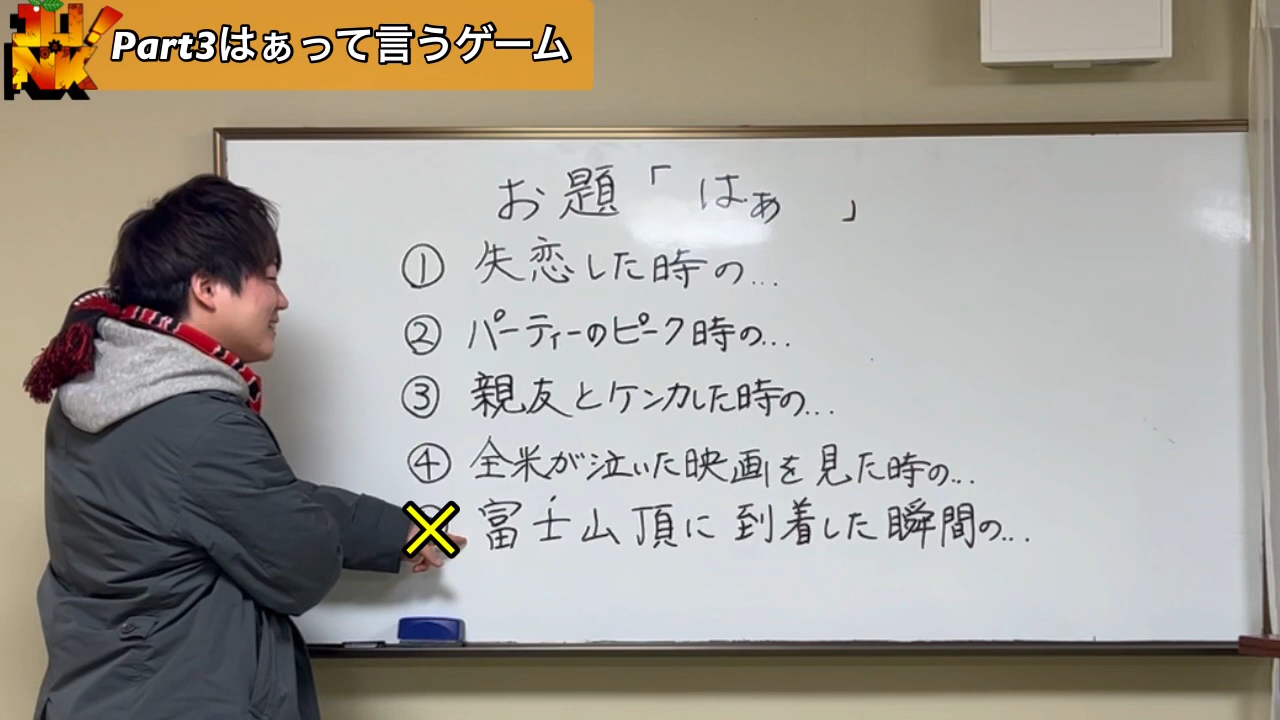 JUNK!
Part3はぁって言うゲーム
お題「はぁ」
① 失恋した時の...
② パーティーのピーク時の...
③ 親友とケンカした時の...
④ 全米が泣いた映画を見た時の...
富士山頂に到着した瞬間の...